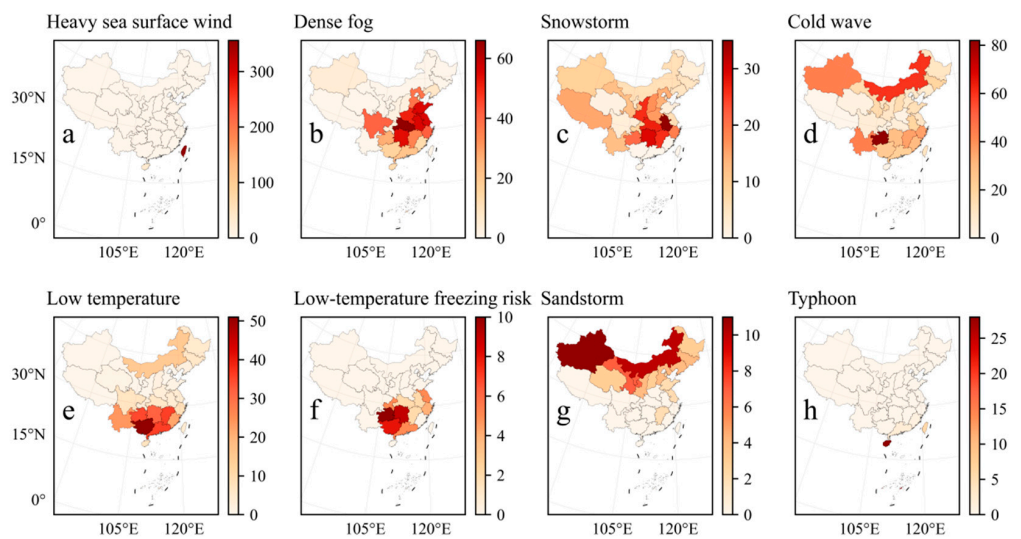 Heavy sea surface wind Dense fog Snowstorm Cold wave
30°N
15°N
0°
a
b
c
d
300
200
100
0
60
40
20
0
30
20
10
0
80
60
40
20
0
105°E 120°E 105°E 120°E 105°E 120°E 105°E 120°E
Low temperature Low-temperature freezing risk Sandstorm Typhoon
30°N
15°N
0°
e
f
g
h
50
40
30
20
10
0
10
8
6
4
2
0
10
8
6
4
2
0
25
20
15
10
5
0
105°E 120°E 105°E 120°E 105°E 120°E 105°E 120°E